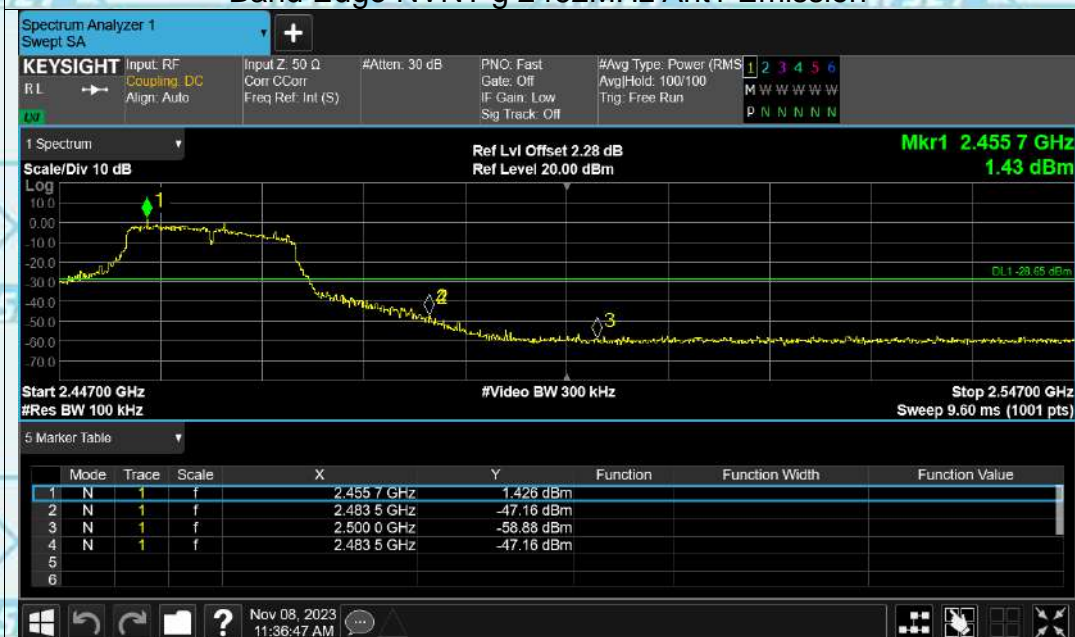 Band Edge NVNT g 2462MHz Ant1 Emission
Spectrum Analyzer 1
Swept SA
+
KEYSIGHT Input: RF Input Z: 50 Ω #Atten: 30 dB PNO: Fast #Avg Type: Power (RMS 1 2 3 4 5 6
RL Coupling: DC Corr CCorr Gate: Off Avg|Hold: 100/100 M W W W W W
Align: Auto Freq Ref: Int (S) IF Gain: Low Trig: Free Run
LXI Sig Track: Off P N N N N N
1 Spectrum Ref Lvl Offset 2.28 dB Mkr1 2.455 7 GHz
Scale/Div 10 dB Ref Level 20.00 dBm 1.43 dBm
Log
10.0
1
0.00
-10.0
-20.0
DL1 -28.65 dBm
-30.0
-40.0
2
-50.0
3
-60.0
-70.0
Start 2.44700 GHz #Video BW 300 kHz Stop 2.54700 GHz
#Res BW 100 kHz Sweep 9.60 ms (1001 pts)
5 Marker Table
Mode Trace Scale X Y Function Function Width Function Value
1 N 1 f 2.455 7 GHz 1.426 dBm
2 N 1 f 2.483 5 GHz -47.16 dBm
3 N 1 f 2.500 0 GHz -58.88 dBm
4 N 1 f 2.483 5 GHz -47.16 dBm
5
6
? Nov 08, 2023
11:36:47 AM